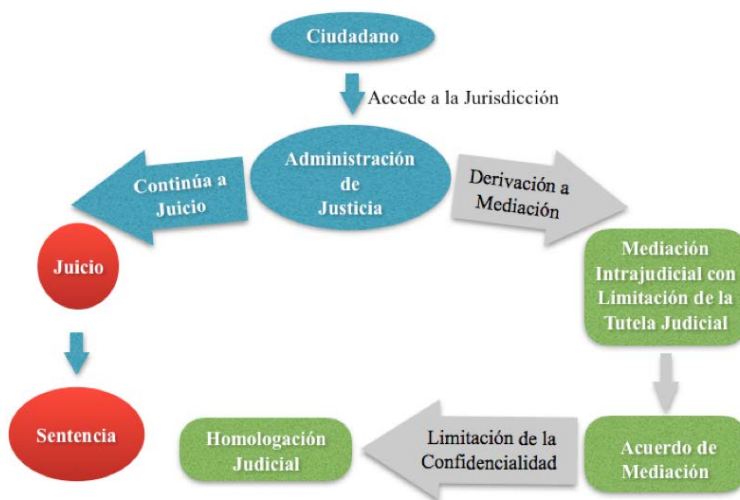 Ciudadano
Accede a la Jurisdicción
Administración
de
Justicia
Continúa a
Juicio
Derivación a
Mediación
Juicio
Mediación
Intrajudicial con
Limitación de la
Tutela Judicial
Sentencia
Homologación
Judicial
Limitación de la
Confidencialidad
Acuerdo de
Mediación